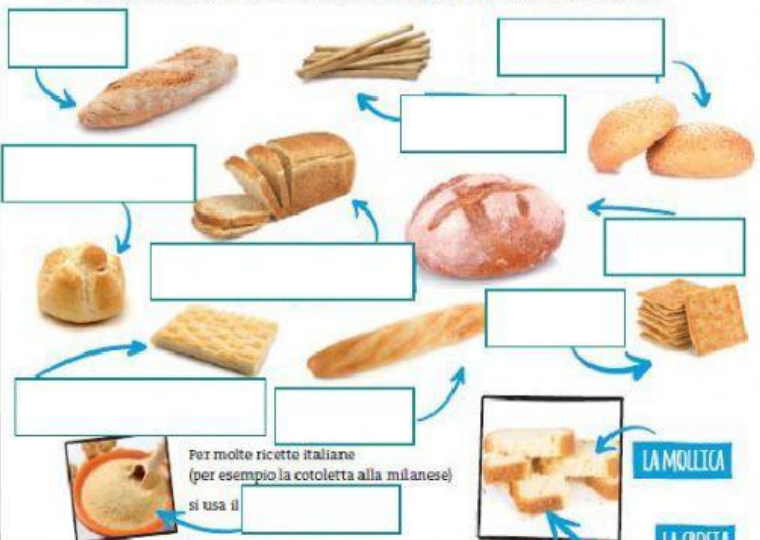 Per molte ricette italiane
(per esempio la cotoletta alla milanese)
si usa il
LA MOLLICA